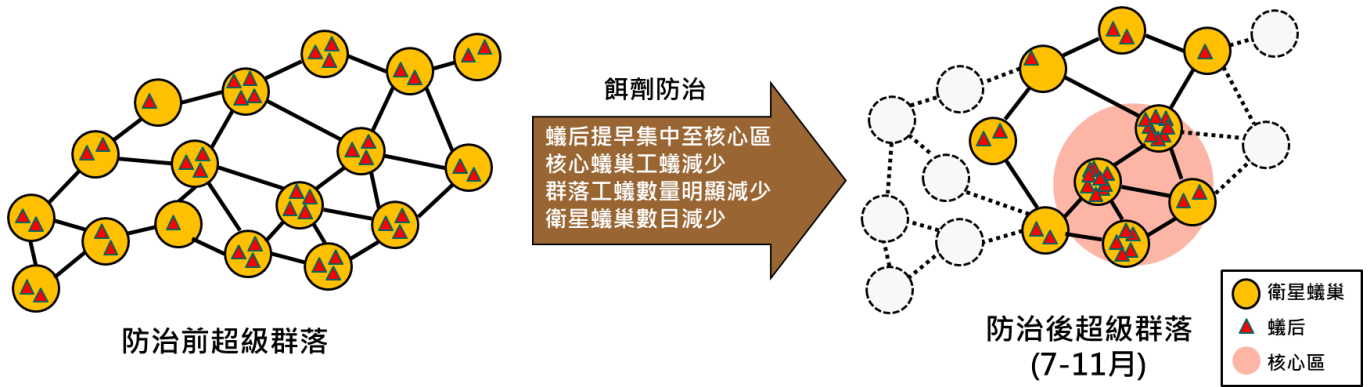 餌劑防治
蟻后提早集中至核心區
核心蟻巢工蟻減少
群落工蟻數量明顯減少
衛星蟻巢數目減少
防治前超級群落
防治後超級群落
(7-11月)
衛星蟻巢
蟻后
核心區